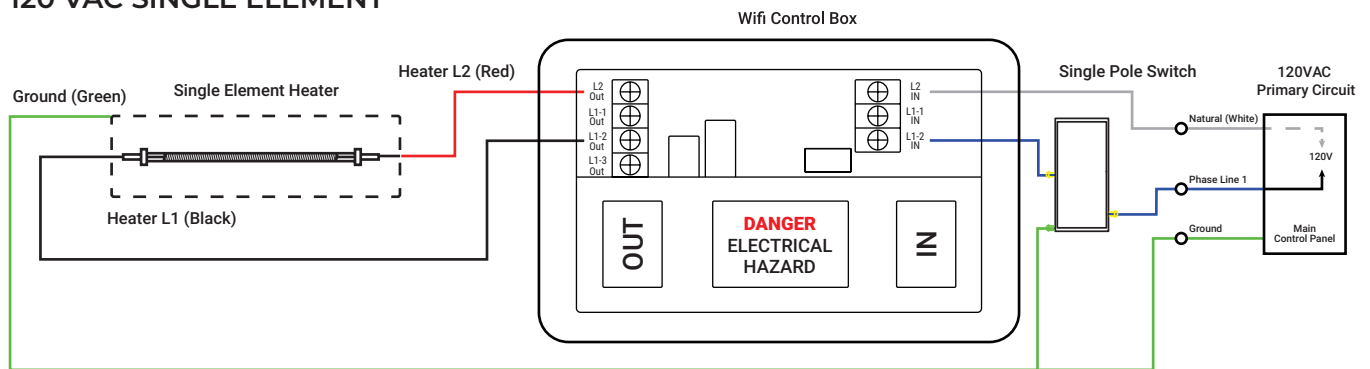 120 VAC SINGLE ELEMENT
Wifi Control Box
Ground (Green)
Single Element Heater
Heater L2 (Red)
Heater L1 (Black)
L2
Out
L1-1
Out
L1-2
Out
L1-3
Out
L2
IN
L1-1
IN
L1-2
IN
OUT
DANGER
ELECTRICAL
HAZARD
IN
Single Pole Switch
120VAC
Primary Circuit
Natural (White)
120V
Phase Line 1
Ground
Main
Control Panel